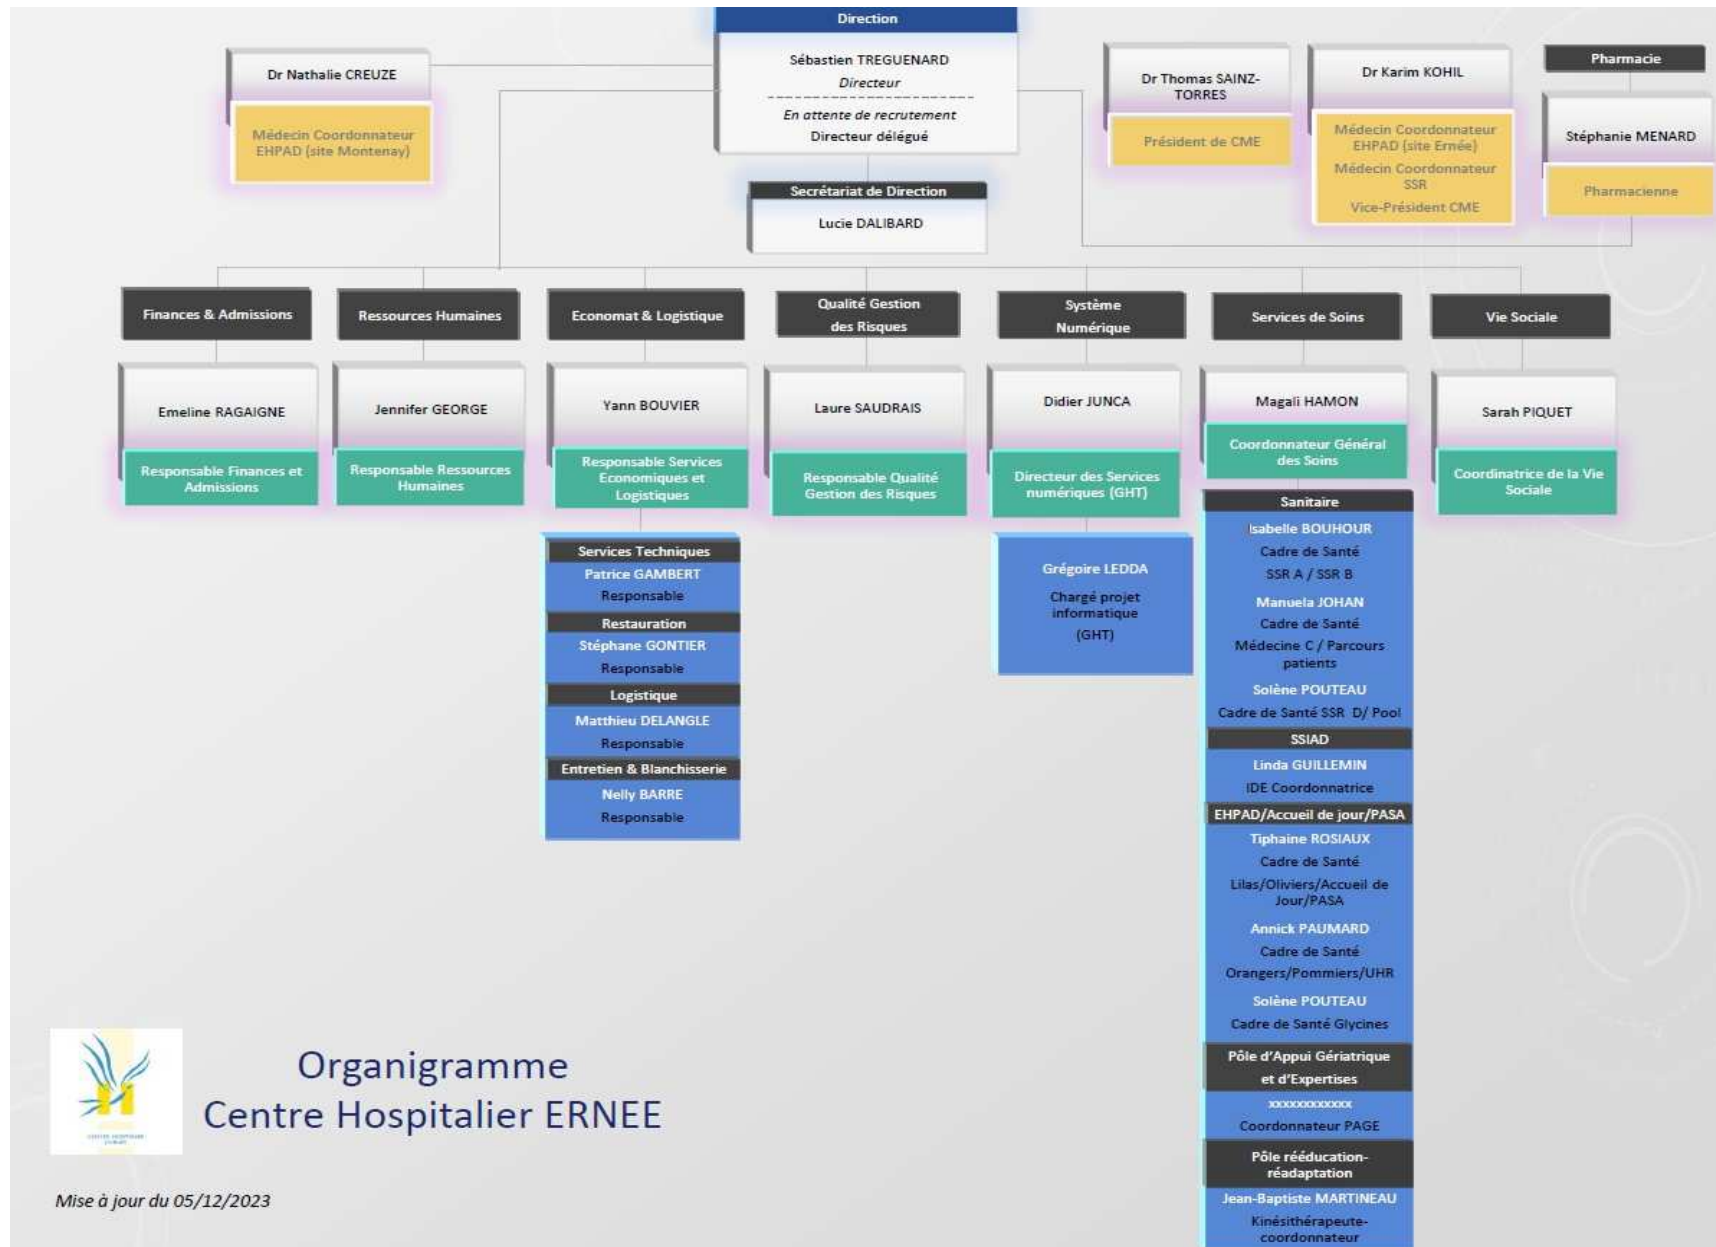 Direction
Sébastien TREGUENARD
Directeur
En attente de recrutement
Directeur délégué
Secrétariat de Direction
Lucie DALIBARD
Dr Nathalie CREUZE
Médecin Coordonnateur
EHPAD (site Montenay)
Dr Thomas SAINZ-
TORRES
Président de CME
Dr Karim KOHIL
Médecin Coordonnateur
EHPAD (site Ernée)
Médecin Coordonnateur
SSR
Vice-Président CME
Pharmacie
Stéphanie MENARD
Pharmacienne
Finances & Admissions
Emeline RAGAIGNE
Responsable Finances et
Admissions
Ressources Humaines
Jennifer GEORGE
Responsable Ressources
Humaines
Economat & Logistique
Yann BOUVIER
Responsable Services
Economiques et
Logistiques
Services Techniques
Patrice GAMBERT
Responsable
Restauration
Stéphane GONTIER
Responsable
Logistique
Matthieu DELANGLE
Responsable
Entretien & Blanchisserie
Nelly BARRE
Responsable
Qualité Gestion
des Risques
Laure SAUDRAIS
Responsable Qualité
Gestion des Risques
Système
Numérique
Didier JUNCA
Directeur des Services
numériques (GHT)
Grégoire LEDDA
Chargé projet
informatique
(GHT)
Services de Soins
Magali HAMON
Coordonnateur Général
des Soins
Sanitaire
Isabelle BOUHOUR
Cadre de Santé
SSR A / SSR B
Manuela JOHAN
Cadre de Santé
Médecine C / Parcours
patients
Solène POUTEAU
Cadre de Santé SSR D/ Pool
SSIAD
Linda GUILLEMIN
IDE Coordonnatrice
EHPAD/Accueil de jour/PASA
Tiphaine ROSIAUX
Cadre de Santé
Lilas/Oliviers/Accueil de
Jour/PASA
Annick PAUMARD
Cadre de Santé
Orangers/Pommiers/UHR
Solène POUTEAU
Cadre de Santé Glycines
Pôle d'Appui Gériatrique
et d'Expertises
xxxxxxxxxxxx
Coordonnateur PAGE
Pôle rééducation-
réadaptation
Jean-Baptiste MARTINEAU
Kinésithérapeute-
coordonnateur
Vie Sociale
Sarah PIQUET
Coordinatrice de la Vie
Sociale
Organigramme
Centre Hospitalier ERNEE
Mise à jour du 05/12/2023